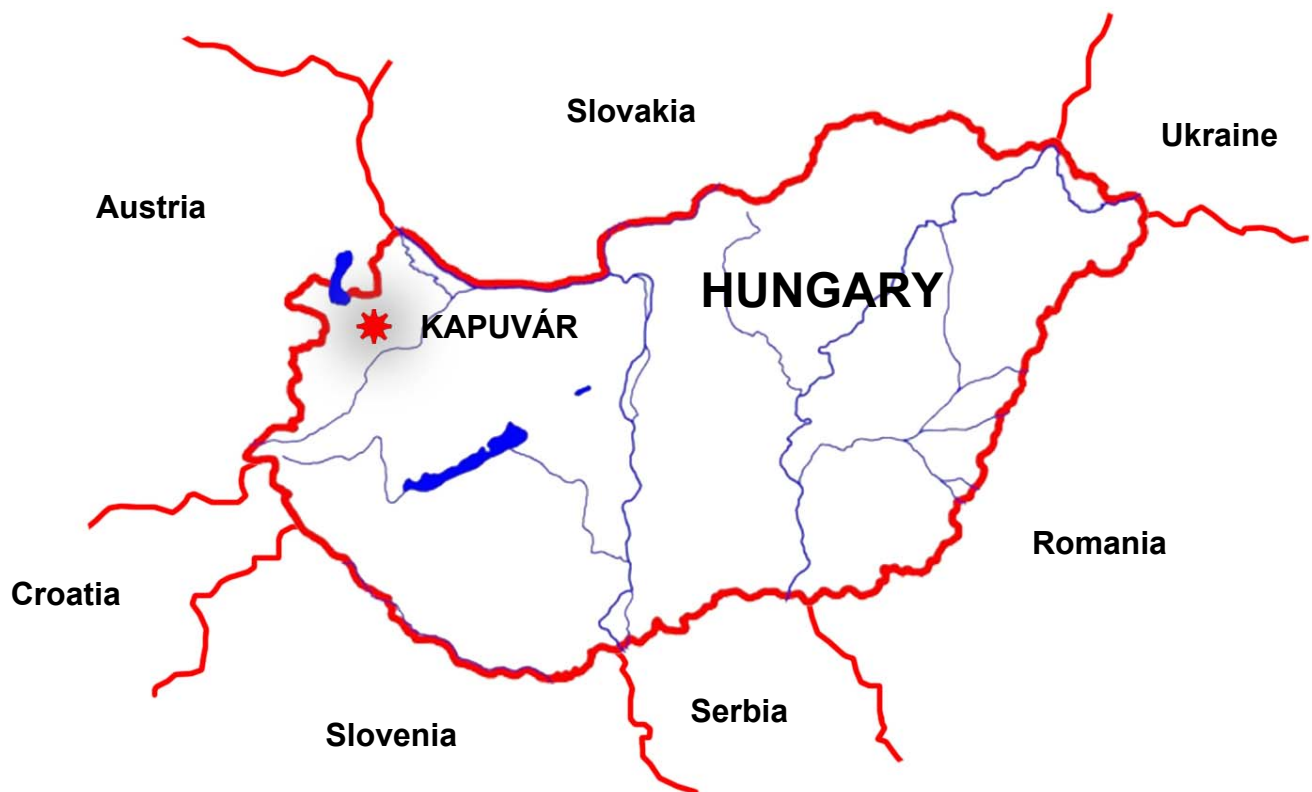 Slovakia
Ukraine
Austria
HUNGARY
KAPUVÁR
Romania
Croatia
Serbia
Slovenia